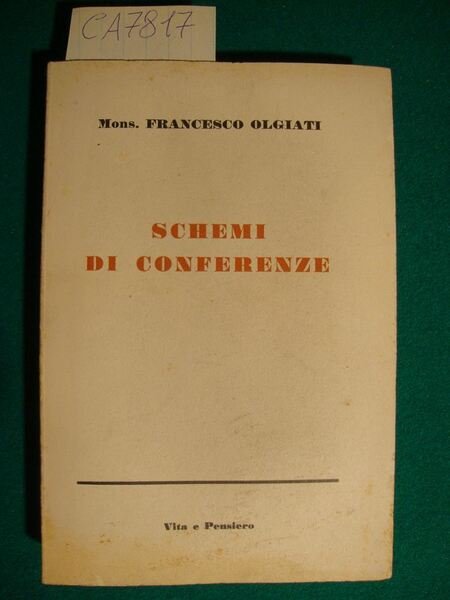 CA7817
Mons. FRANCESCO OLGIATI
SCHEMI
DI CONFERENZE
Vita e Pensiero